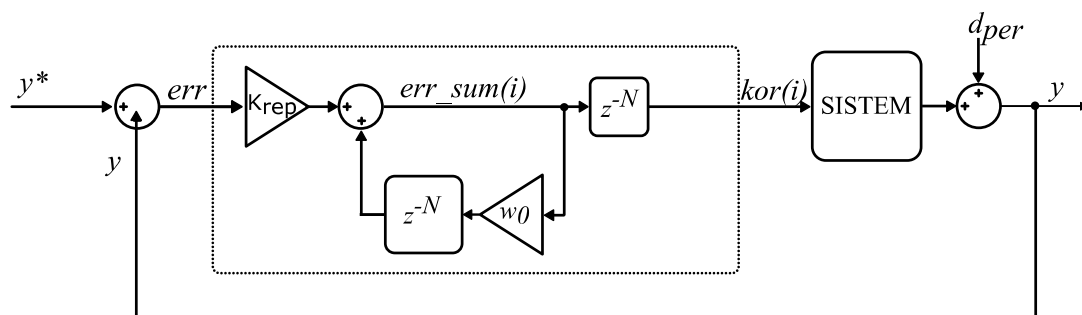 d_per
y*
err
K_rep
err_sum(i)
z^-N
kor(i)
SISTEM
y
+
+
+
+
+
+
y
z^-N
w0